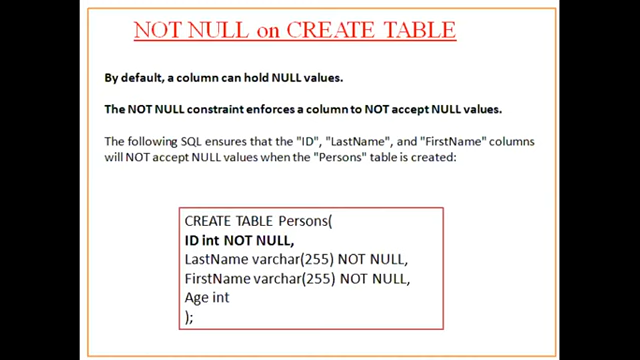 NOT NULL on CREATE TABLE
By default, a column can hold NULL values.
The NOT NULL constraint enforces a column to NOT accept NULL values.
The following SQL ensures that the "ID", "LastName", and "FirstName" columns
will NOT accept NULL values when the "Persons" table is created:
CREATE TABLE Persons(
ID int NOT NULL,
LastName varchar(255) NOT NULL,
FirstName varchar(255) NOT NULL,
Age int
);